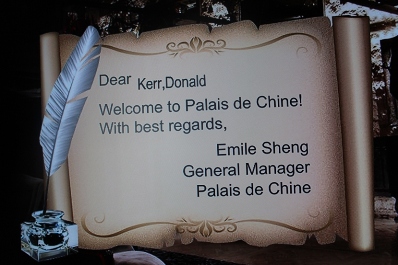 Dear Kerr,Donald
Welcome to Palais de Chine!
With best regards,
Emile Sheng
General Manager
Palais de Chine